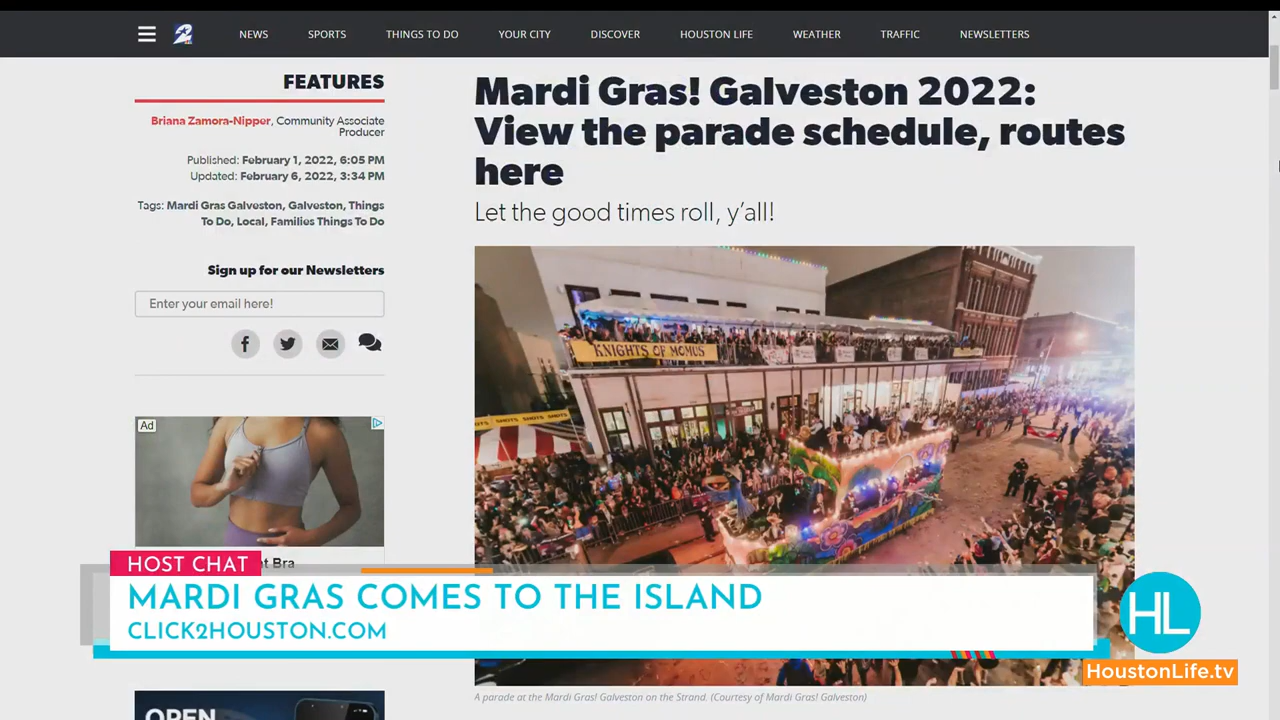 2
NEWS
SPORTS
THINGS TO DO
YOUR CITY
DISCOVER
HOUSTON LIFE
WEATHER
TRAFFIC
NEWSLETTERS
FEATURES
Briana Zamora-Nipper, Community Associate
Producer
Published: February 1, 2022, 6:05 PM
Updated: February 6, 2022, 3:34 PM
Tags: Mardi Gras Galveston, Galveston, Things
To Do, Local, Families Things To Do
Sign up for our Newsletters
Enter your email here!
Ad
Bra
OPEN
Mardi Gras! Galveston 2022:
View the parade schedule, routes
here
Let the good times roll, y'all!
KNIGHTS OF MOMUS
SHOTS SHOTS SHOTS
A parade at the Mardi Gras! Galveston on the Strand. (Courtesy of Mardi Gras! Galveston)
HOST CHAT
MARDI GRAS COMES TO THE ISLAND
CLICK2HOUSTON.COM
HL
HoustonLife.tv